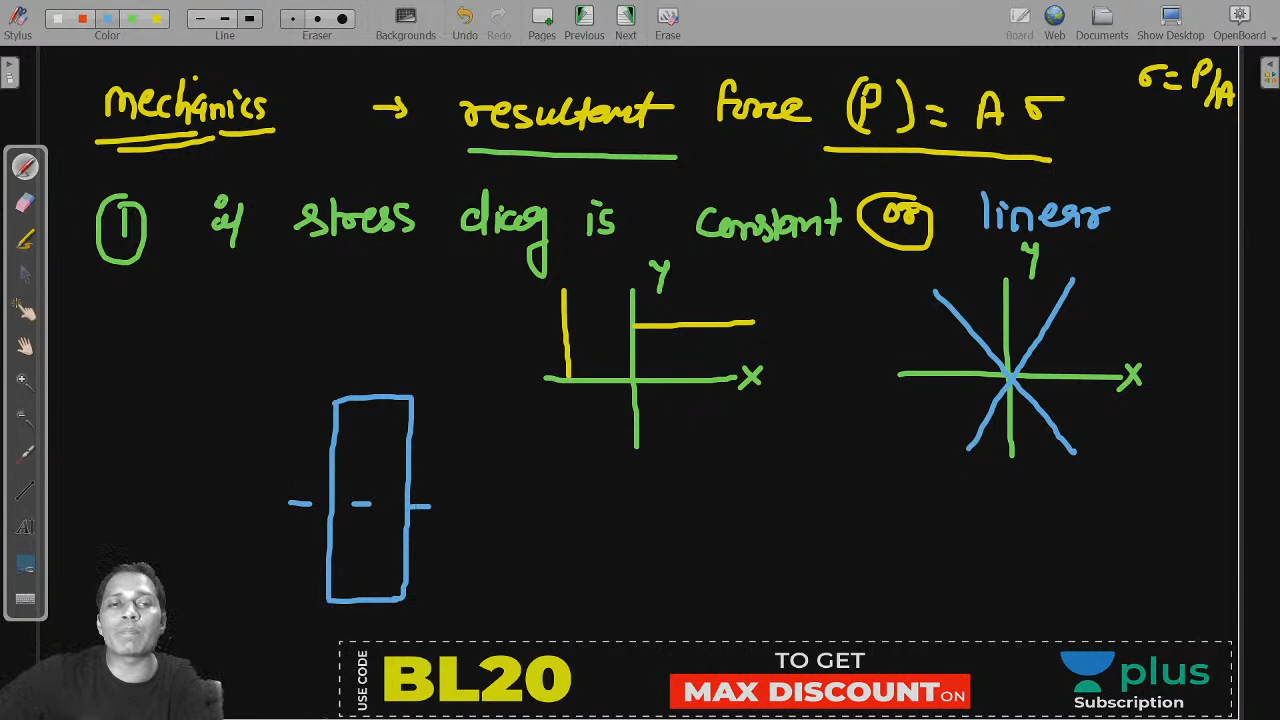 Stylus Color Line Eraser Backgrounds Undo Redo Pages Previous Next Erase Board Web Documents Show Desktop OpenBoard
mechanics → resultant force (P) = A σ
σ = P/A
① if stress diag is constant or linear
Y
X
Y
X
USE CODE
BL20
TO GET
MAX DISCOUNT ON
plus
Subscription